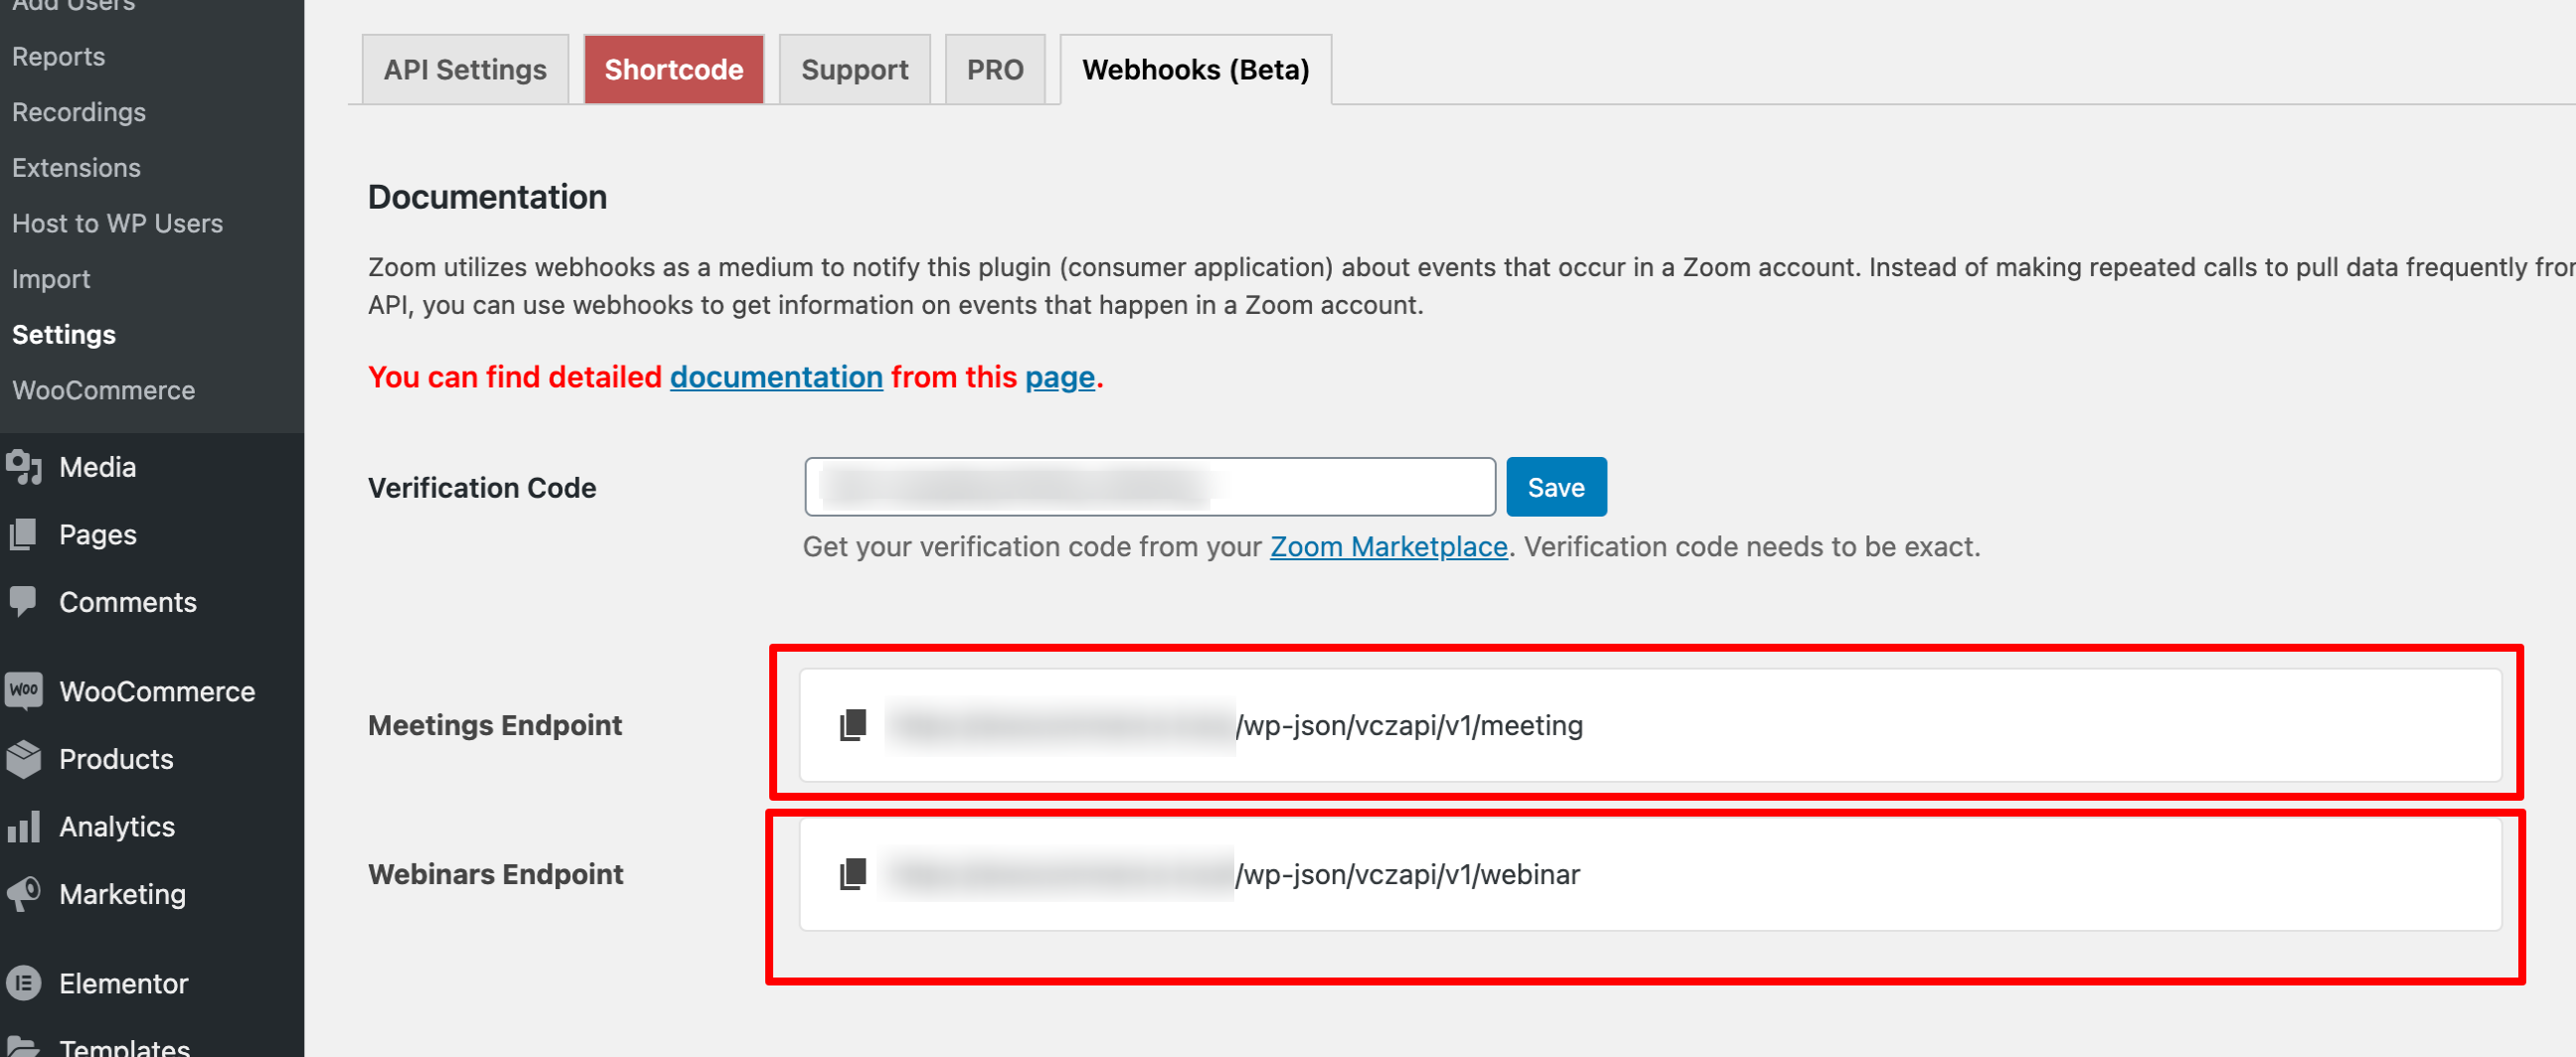 Add Users
Reports
Recordings
Extensions
Host to WP Users
Import
Settings
WooCommerce
Media
Pages
Comments
WooCommerce
Products
Analytics
Marketing
Elementor
Templates
API Settings
Shortcode
Support
PRO
Webhooks (Beta)
Documentation
Zoom utilizes webhooks as a medium to notify this plugin (consumer application) about events that occur in a Zoom account. Instead of making repeated calls to pull data frequently
API, you can use webhooks to get information on events that happen in a Zoom account.
You can find detailed documentation from this page.
Verification Code
Save
Get your verification code from your Zoom Marketplace. Verification code needs to be exact.
Meetings Endpoint
/wp-json/vczapi/v1/meeting
Webinars Endpoint
/wp-json/vczapi/v1/webinar